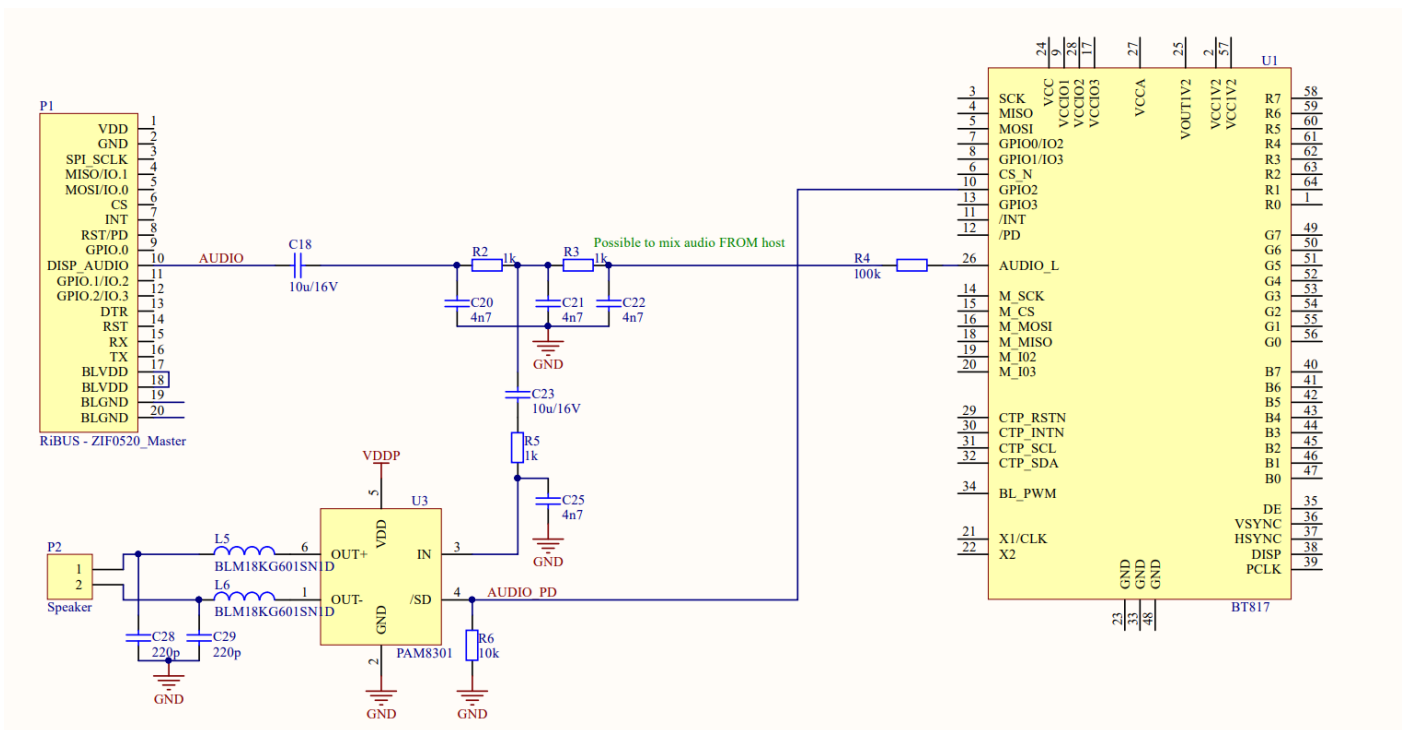 P1
VDD 1
GND 2
SPI_SCLK 3
MISO/IO.1 4
MOSI/IO.0 5
CS 6
INT 7
RST/PD 8
GPIO.0 9
DISP_AUDIO 10
GPIO.1/IO.2 11
GPIO.2/IO.3 12
DTR 13
RST 14
RX 15
TX 16
BLVDD 17
BLVDD 18
BLGND 19
BLGND 20
RiBUS - ZIF0520_Master
AUDIO
C18
10u/16V
R2 1k
R3 1k
Possible to mix audio FROM host
R4
100k
C20
4n7
C21
4n7
C22
4n7
GND
C23
10u/16V
R5
1k
C25
4n7
GND
VDDP
5
U3
VDD
6 OUT+
1 OUT-
IN 3
/SD 4
GND
2
PAM8301
GND
AUDIO_PD
R6
10k
GND
L5
BLM18KG601SN1D
L6
BLM18KG601SN1D
P2
1
2
Speaker
C28
220p
C29
220p
GND
U1
24 VCC
9 VCCIO1
28 VCCIO2
17 VCCIO3
27 VCCA
25 VOUT1V2
2 VCC1V2
57 VCC1V2
3 SCK
4 MISO
5 MOSI
7 GPIO0/IO2
8 GPIO1/IO3
6 CS_N
10 GPIO2
13 GPIO3
11 /INT
12 /PD
26 AUDIO_L
14 M_SCK
15 M_CS
16 M_MOSI
18 M_MISO
19 M_I02
20 M_I03
29 CTP_RSTN
30 CTP_INTN
31 CTP_SCL
32 CTP_SDA
34 BL_PWM
21 X1/CLK
22 X2
R7 58
R6 59
R5 60
R4 61
R3 62
R2 63
R1 64
R0 1
G7 49
G6 50
G5 51
G4 52
G3 53
G2 54
G1 55
G0 56
B7 40
B6 41
B5 42
B4 43
B3 44
B2 45
B1 46
B0 47
DE 35
VSYNC 36
HSYNC 37
DISP 38
PCLK 39
GND 23
GND 33
GND 48
BT817